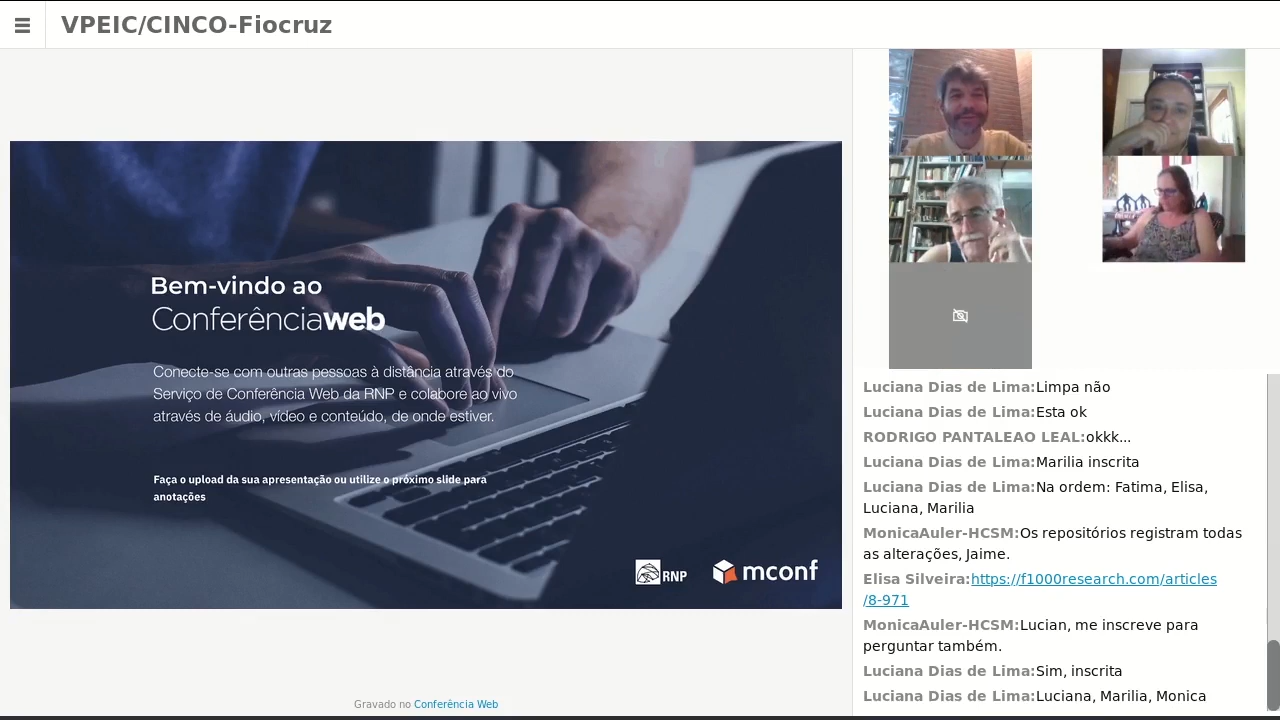 VPEIC/CINCO-Fiocruz
Bem-vindo ao
Conferênciaweb
Conecte-se com outras pessoas à distância através do
Serviço de Conferência Web da RNP e colabore ao vivo
através de áudio, vídeo e conteúdo, de onde estiver.
Faça o upload da sua apresentação ou utilize o próximo slide para
anotações
RNP
mconf
Gravado no Conferência Web
Luciana Dias de Lima:Limpa não
Luciana Dias de Lima:Esta ok
RODRIGO PANTALEAO LEAL:okkk...
Luciana Dias de Lima:Marilia inscrita
Luciana Dias de Lima:Na ordem: Fatima, Elisa,
Luciana, Marilia
MonicaAuler-HCSM:Os repositórios registram todas
as alterações, Jaime.
Elisa Silveira:https://f1000research.com/articles
/8-971
MonicaAuler-HCSM:Lucian, me inscreve para
perguntar também.
Luciana Dias de Lima:Sim, inscrita
Luciana Dias de Lima:Luciana, Marilia, Monica